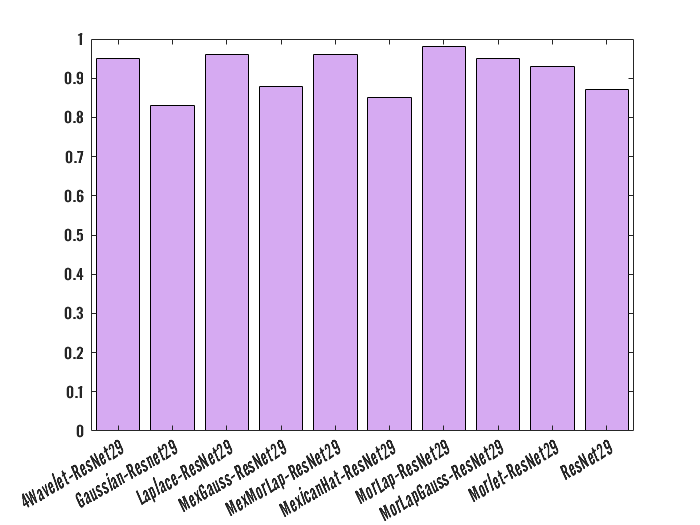 1
0.9
0.8
0.7
0.6
0.5
0.4
0.3
0.2
0.1
0
4Wavelet-ResNet29
Gaussian-Resnet29
Laplace-ResNet29
MexGauss-ResNet29
MexMorLap-ResNet29
MexicanHat-ResNet29
MorLap-ResNet29
MorLapGauss-ResNet29
Morlet-ResNet29
ResNet29